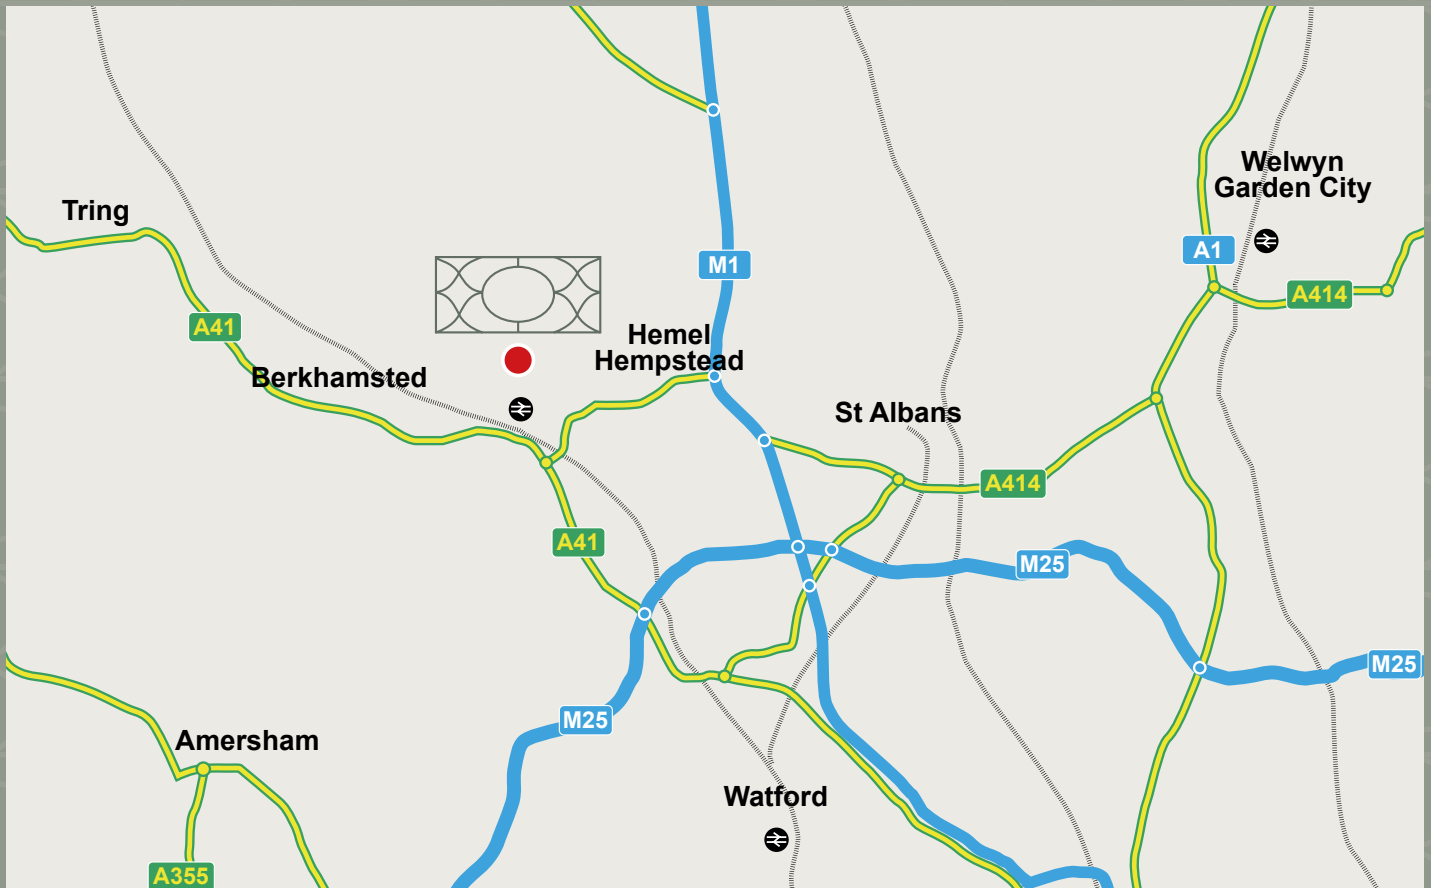 Welwyn
Garden City
Tring
A1
M1
A414
A41
Hemel
Hempstead
Berkhamsted
St Albans
A414
A41
M25
M25
M25
Amersham
Watford
A355